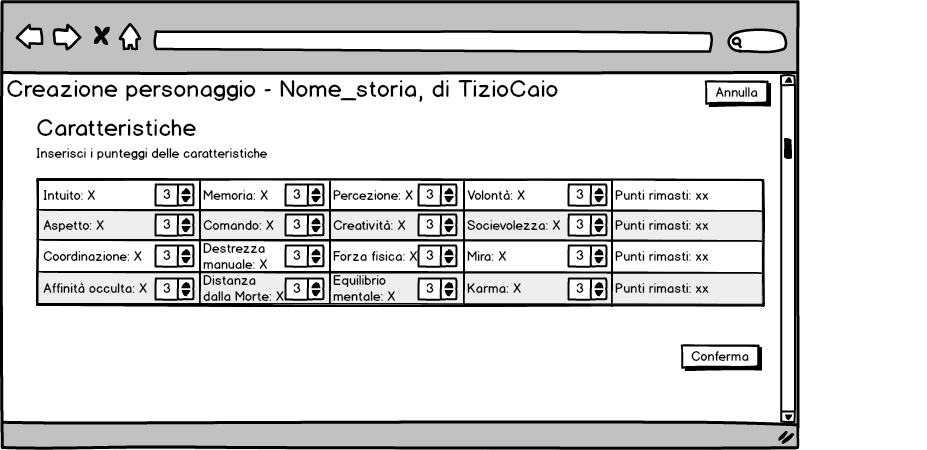 Creazione personaggio - Nome_storia, di TizioCaio
Annulla
Caratteristiche
Inserisci i punteggi delle caratteristiche
Intuito: X 3 Memoria: X 3 Percezione: X 3 Volontà: X 3 Punti rimasti: xx
Aspetto: X 3 Comando: X 3 Creatività: X 3 Socievolezza: X 3 Punti rimasti: xx
Coordinazione: X 3 Destrezza manuale: X 3 Forza fisica: X 3 Mira: X 3 Punti rimasti: xx
Affinità occulta: X 3 Distanza dalla Morte: X 3 Equilibrio mentale: X 3 Karma: X 3 Punti rimasti: xx
Conferma